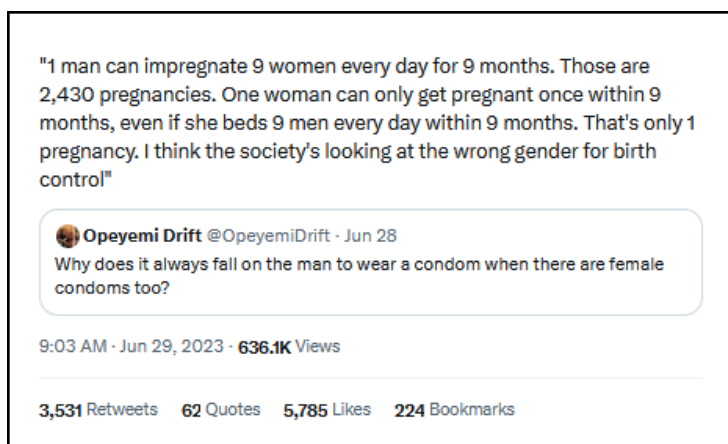 "1 man can impregnate 9 women every day for 9 months. Those are
2,430 pregnancies. One woman can only get pregnant once within 9
months, even if she beds 9 men every day within 9 months. That's only 1
pregnancy. I think the society's looking at the wrong gender for birth
control"
Opeyemi Drift @OpeyemiDrift · Jun 28
Why does it always fall on the man to wear a condom when there are female
condoms too?
9:03 AM · Jun 29, 2023 · 636.1K Views
3,531 Retweets 62 Quotes 5,785 Likes 224 Bookmarks